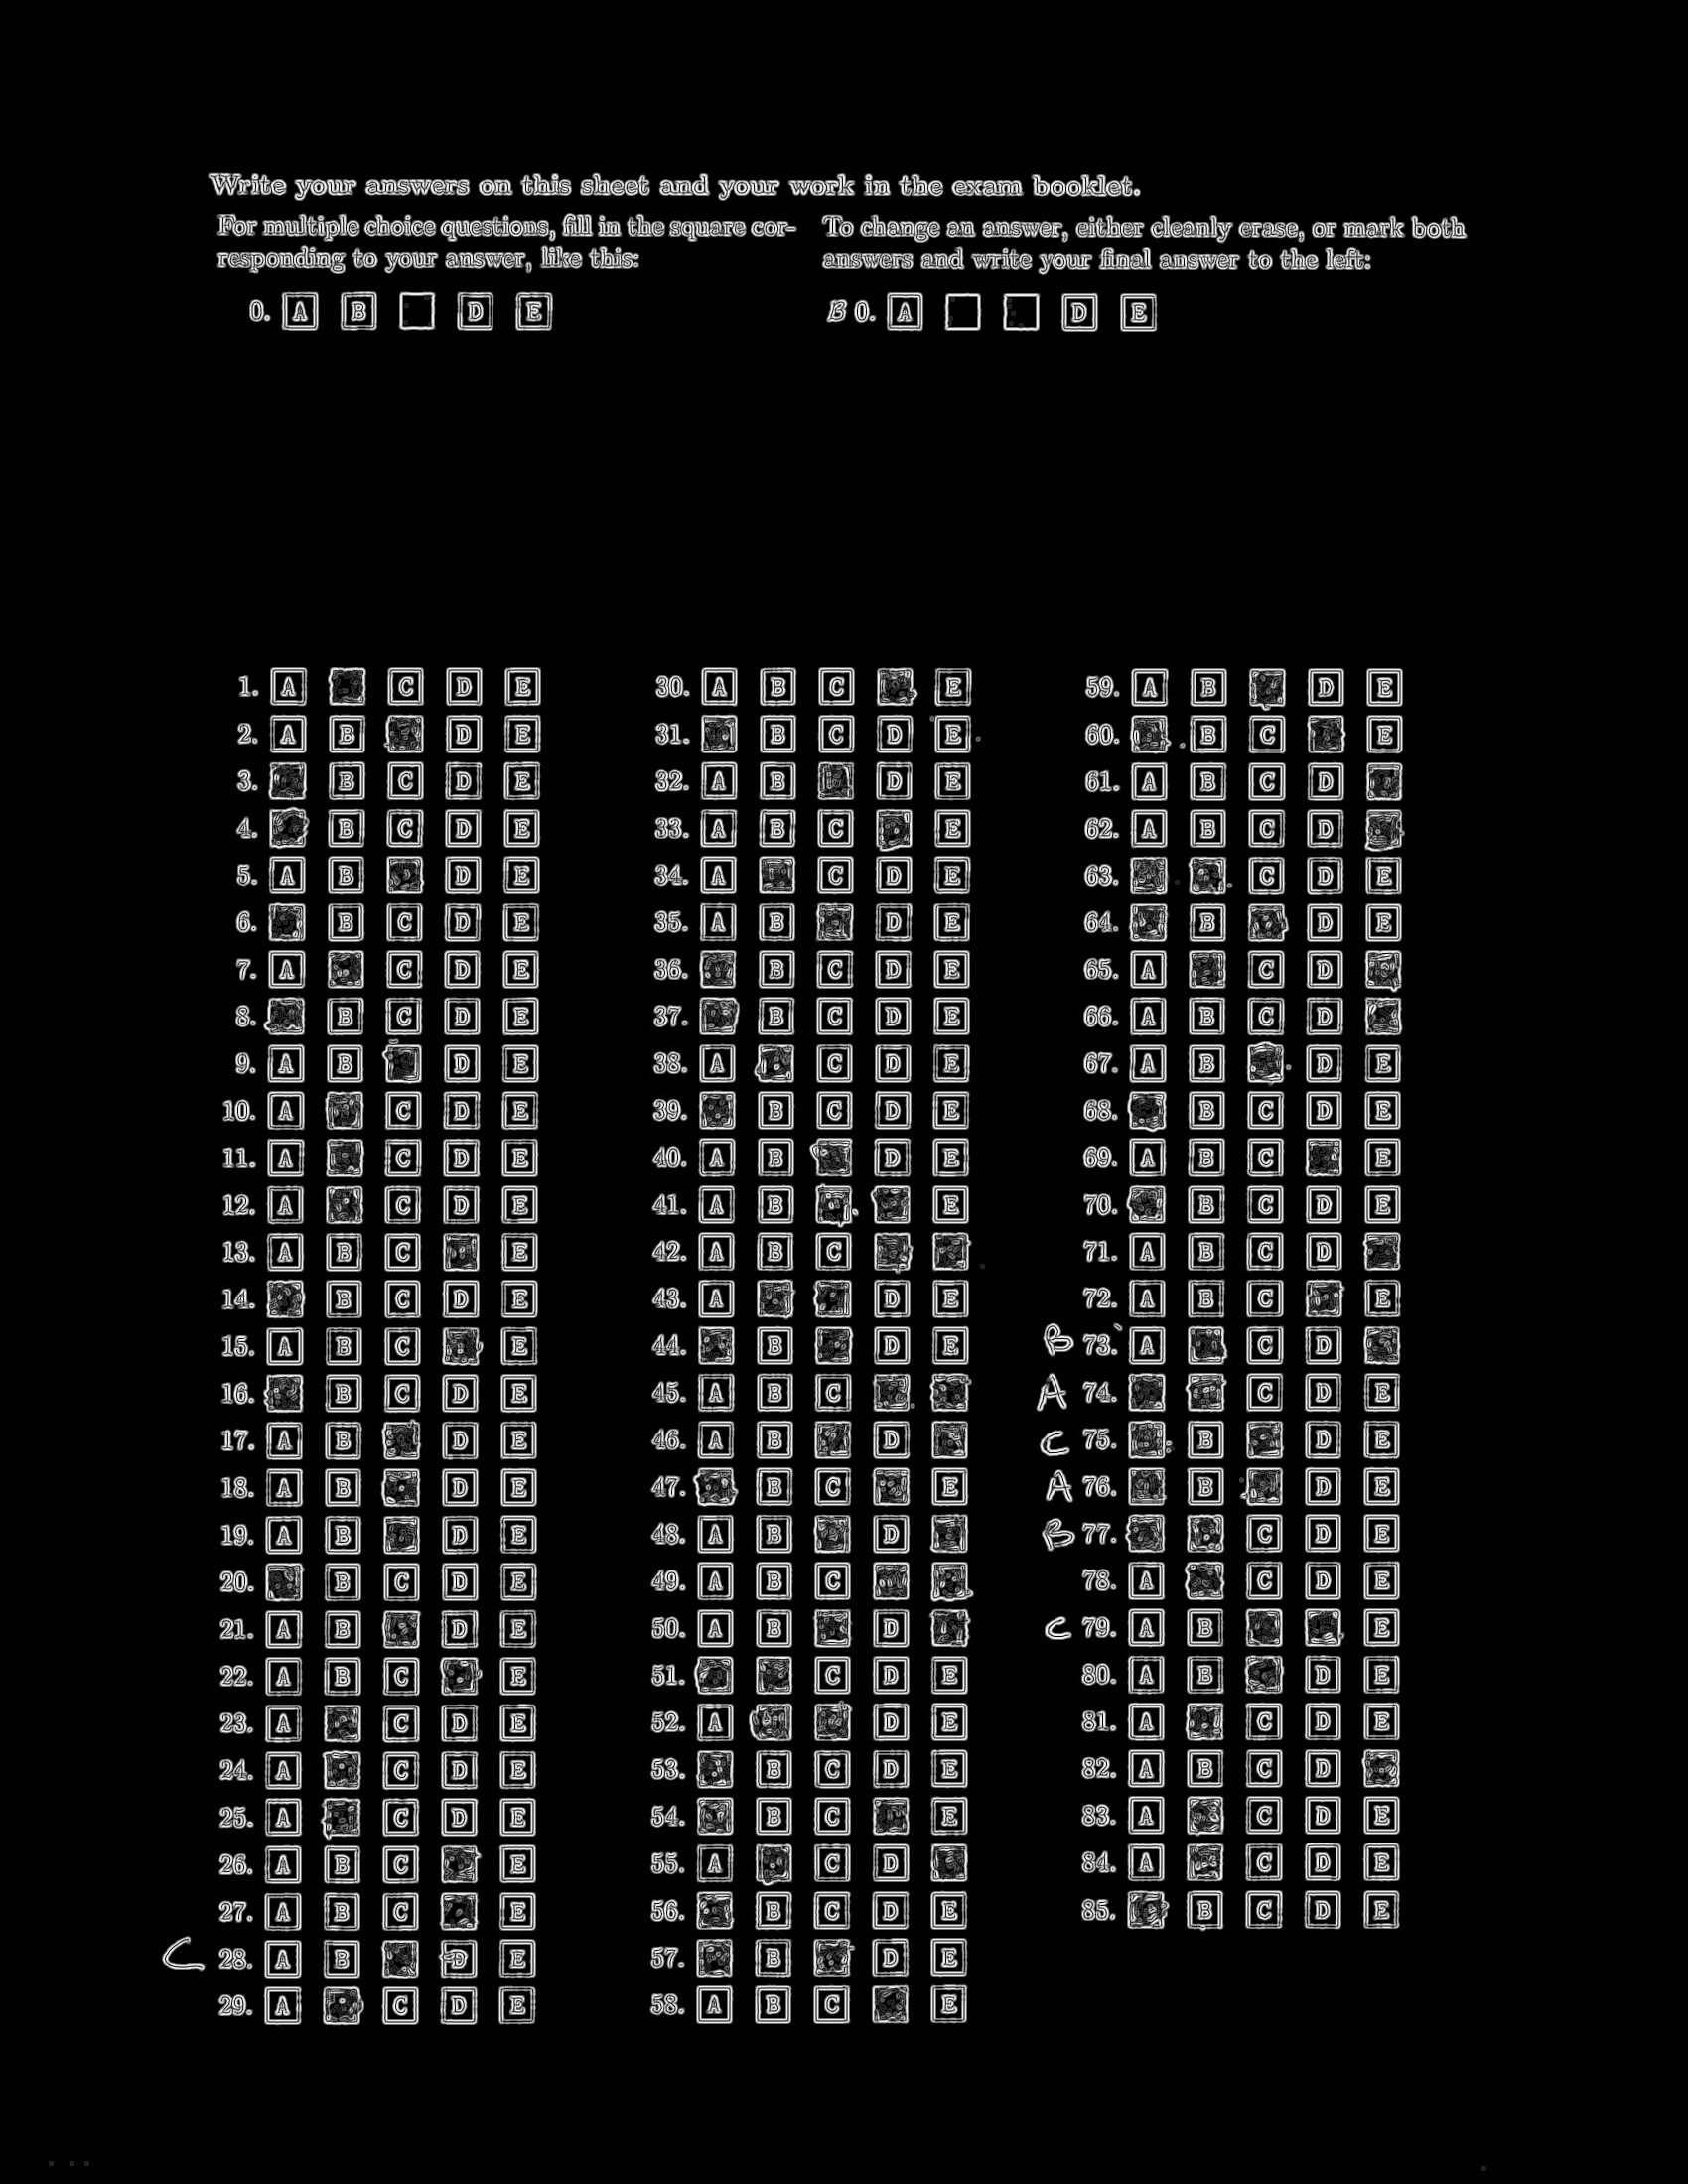 Write your answers on this sheet and your work in the exam booklet.
For multiple choice questions, fill in the square cor-
responding to your answer, like this:
0. A B D E
To change an answer, either cleanly erase, or mark both
answers and write your final answer to the left:
B 0. A D E
1. A C D E
2. A B D E
3. B C D E
4. B C D E
5. A B D E
6. B C D E
7. A C D E
8. B C D E
9. A B D E
10. A C D E
11. A C D E
12. A C D E
13. A B C E
14. B C D E
15. A B C E
16. B C D E
17. A B D E
18. A B D E
19. A B D E
20. B C D E
21. A B D E
22. A B C E
23. A C D E
24. A C D E
25. A C D E
26. A B C E
27. A B C E
C 28. A B D E
29. A C D E
30. A B C E
31. B C D E
32. A B D E
33. A B C E
34. A C D E
35. A B D E
36. B C D E
37. B C D E
38. A C D E
39. B C D E
40. A B D E
41. A B E
42. A B C
43. A D E
44. B D E
45. A B C
46. A B D
47. B C E
48. A B D
49. A B C
50. A B D
51. C D E
52. A D E
53. B C D E
54. B C E
55. A C D
56. B C D E
57. B D E
58. A B C E
59. A B D E
60. B C E
61. A B C D
62. A B C D
63. C D E
64. B D E
65. A C D
66. A B C D
67. A B D E
68. B C D E
69. A B C E
70. B C D E
71. A B C D
72. A B C E
B 73. A C D
A 74. C D E
C 75. B D E
A 76. B D E
B 77. C D E
78. A C D E
C 79. A B E
80. A B D E
81. A C D E
82. A B C D
83. A C D E
84. A C D E
85. B C D E